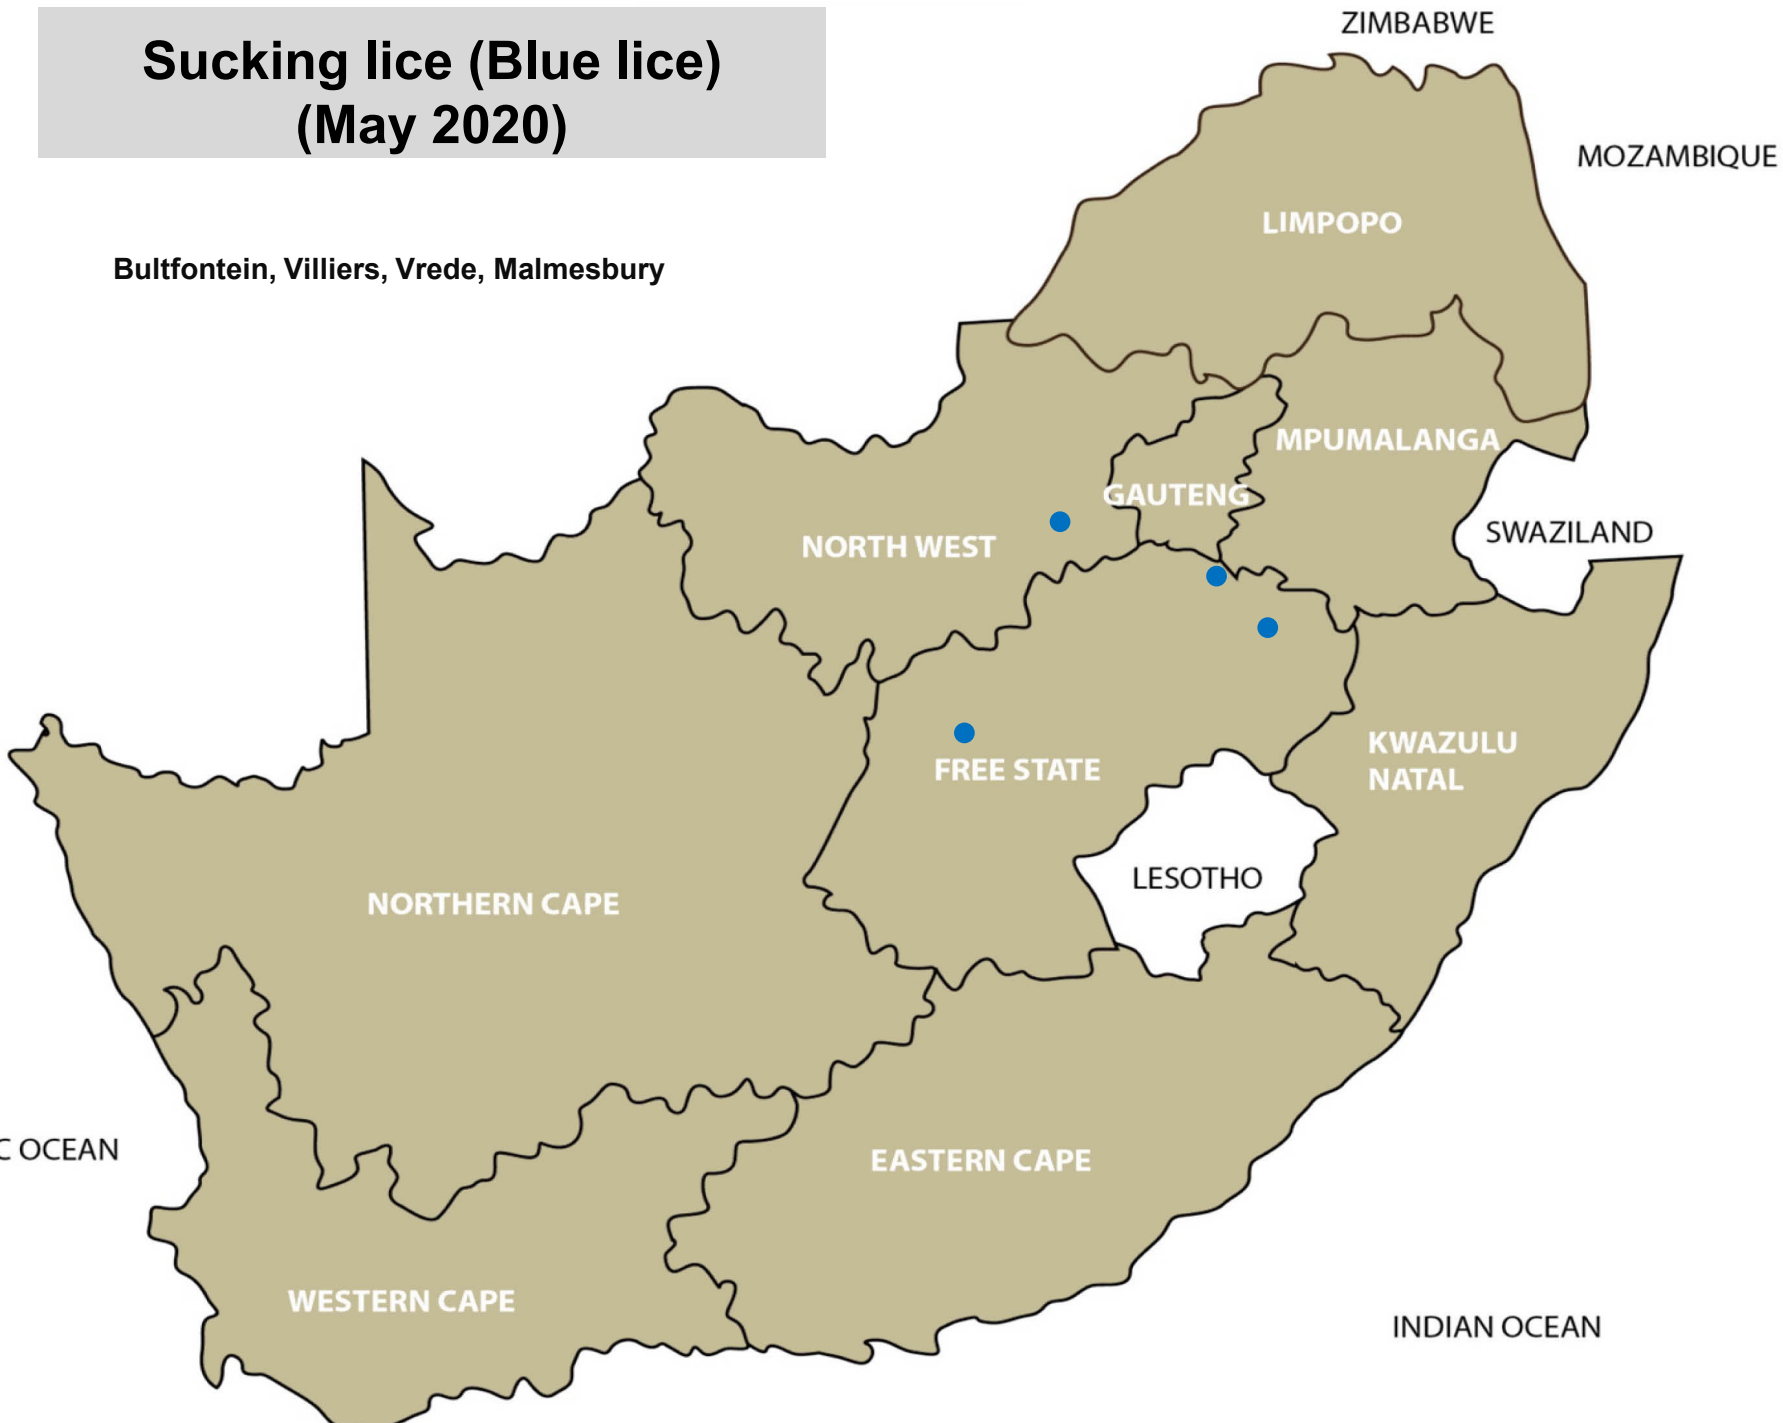 Sucking lice (Blue lice)
(May 2020)
Bultfontein, Villiers, Vrede, Malmesbury
ZIMBABWE
MOZAMBIQUE
LIMPOPO
MPUMALANGA
GAUTENG
NORTH WEST
SWAZILAND
KWAZULU
NATAL
FREE STATE
LESOTHO
NORTHERN CAPE
C OCEAN
EASTERN CAPE
WESTERN CAPE
INDIAN OCEAN